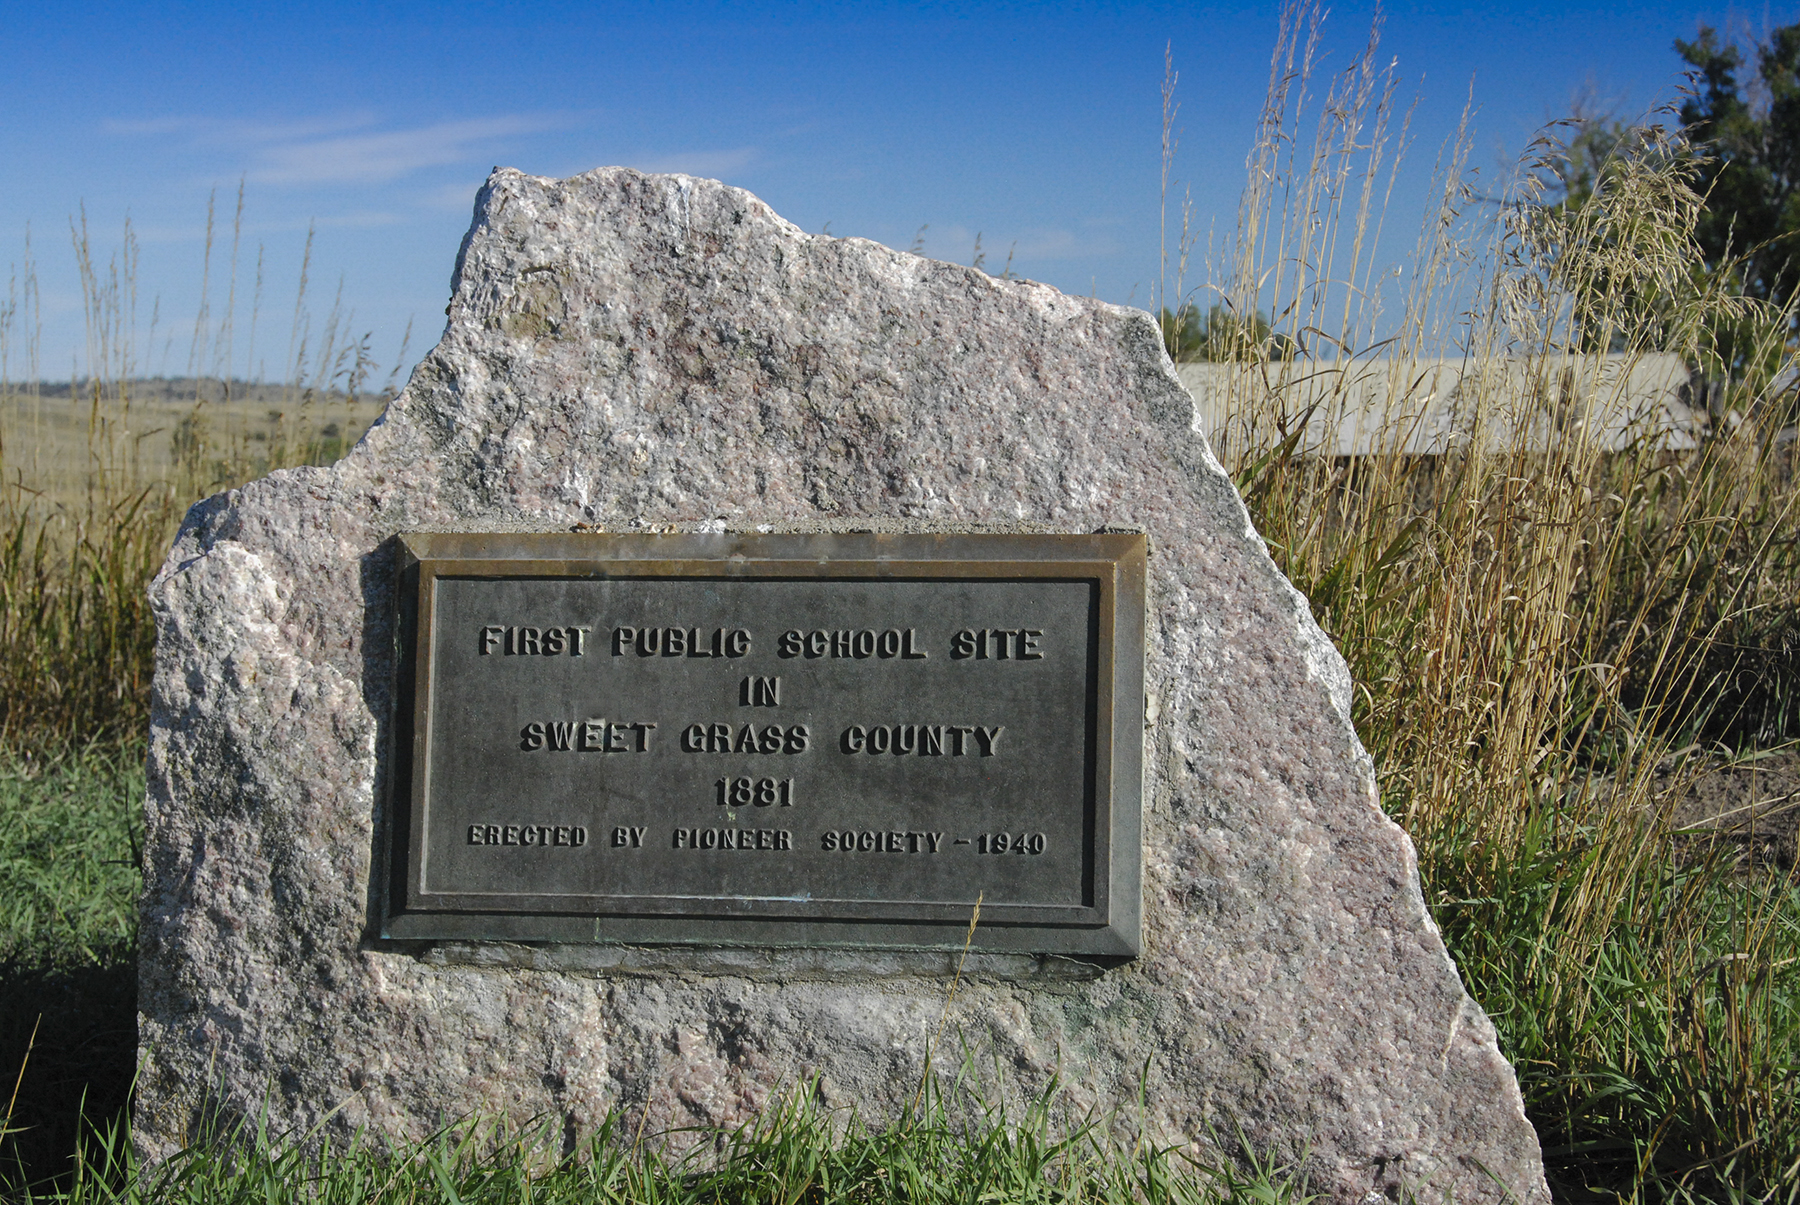 FIRST PUBLIC SCHOOL SITE
IN
SWEET GRASS COUNTY
1881
ERECTED BY PIONEER SOCIETY - 1940